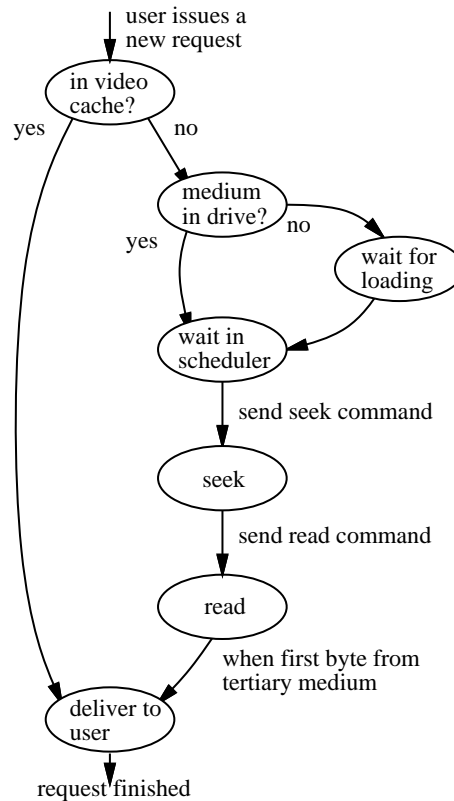 user issues a
new request
in video
cache?
yes
no
medium
in drive?
yes
no
wait for
loading
wait in
scheduler
send seek command
seek
send read command
read
when first byte from
tertiary medium
deliver to
user
request finished